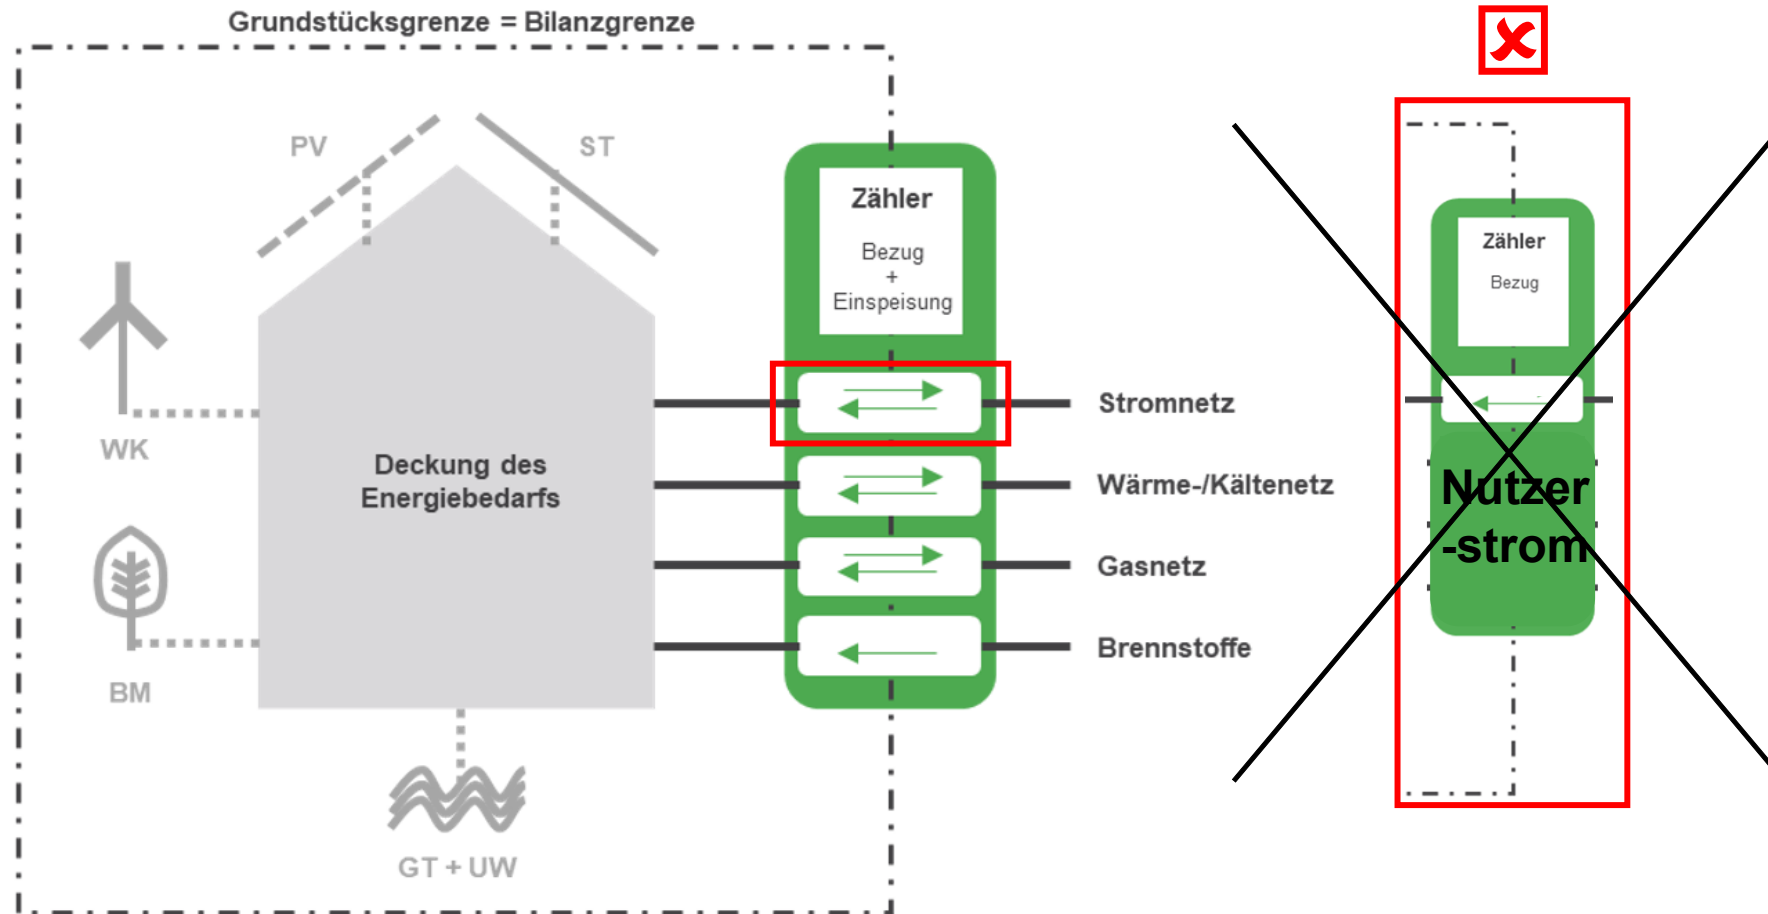 Grundstücksgrenze = Bilanzgrenze
PV
ST
WK
BM
GT + UW
Deckung des
Energiebedarfs
Zähler
Bezug
+
Einspeisung
Stromnetz
Wärme-/Kältenetz
Gasnetz
Brennstoffe
Zähler
Bezug
Nutzer
-strom